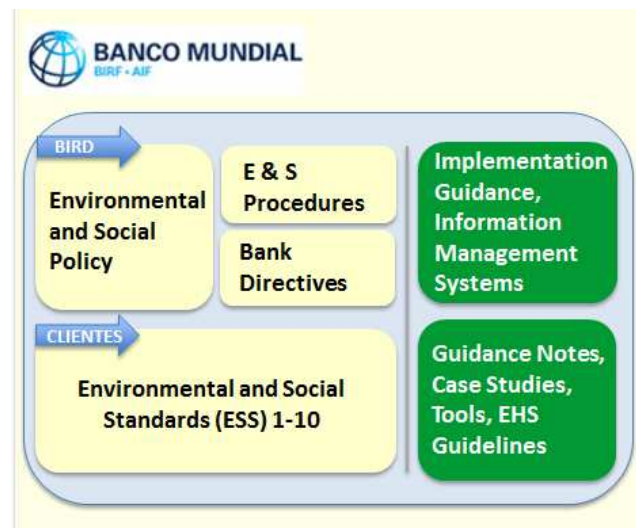 BANCO MUNDIAL
BIRF • AIF
BIRD
Environmental
and Social
Policy
E & S
Procedures
Bank
Directives
Implementation
Guidance,
Information
Management
Systems
CLIENTES
Environmental and Social
Standards (ESS) 1-10
Guidance Notes,
Case Studies,
Tools, EHS
Guidelines